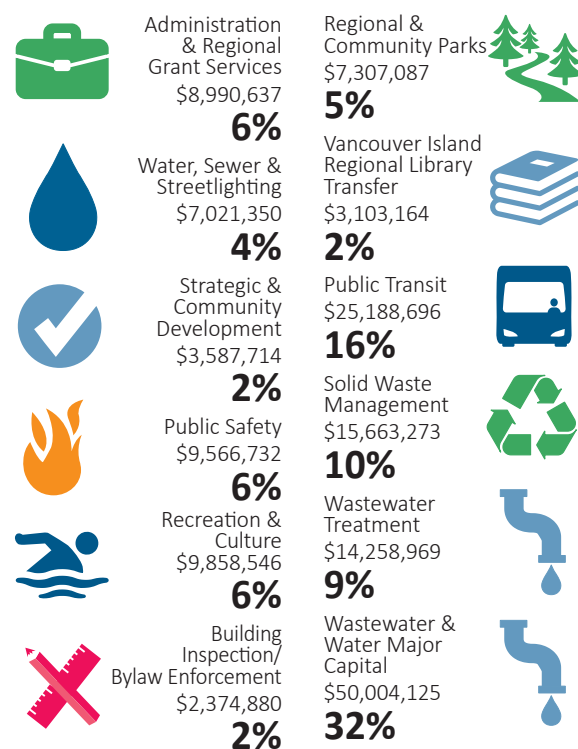 Administration
& Regional
Grant Services
$8,990,637
6%
Water, Sewer &
Streetlighting
$7,021,350
4%
Strategic &
Community
Development
$3,587,714
2%
Public Safety
$9,566,732
6%
Recreation &
Culture
$9,858,546
6%
Building
Inspection/
Bylaw Enforcement
$2,374,880
2%
Regional &
Community Parks
$7,307,087
5%
Vancouver Island
Regional Library
Transfer
$3,103,164
2%
Public Transit
$25,188,696
16%
Solid Waste
Management
$15,663,273
10%
Wastewater
Treatment
$14,258,969
9%
Wastewater &
Water Major
Capital
$50,004,125
32%